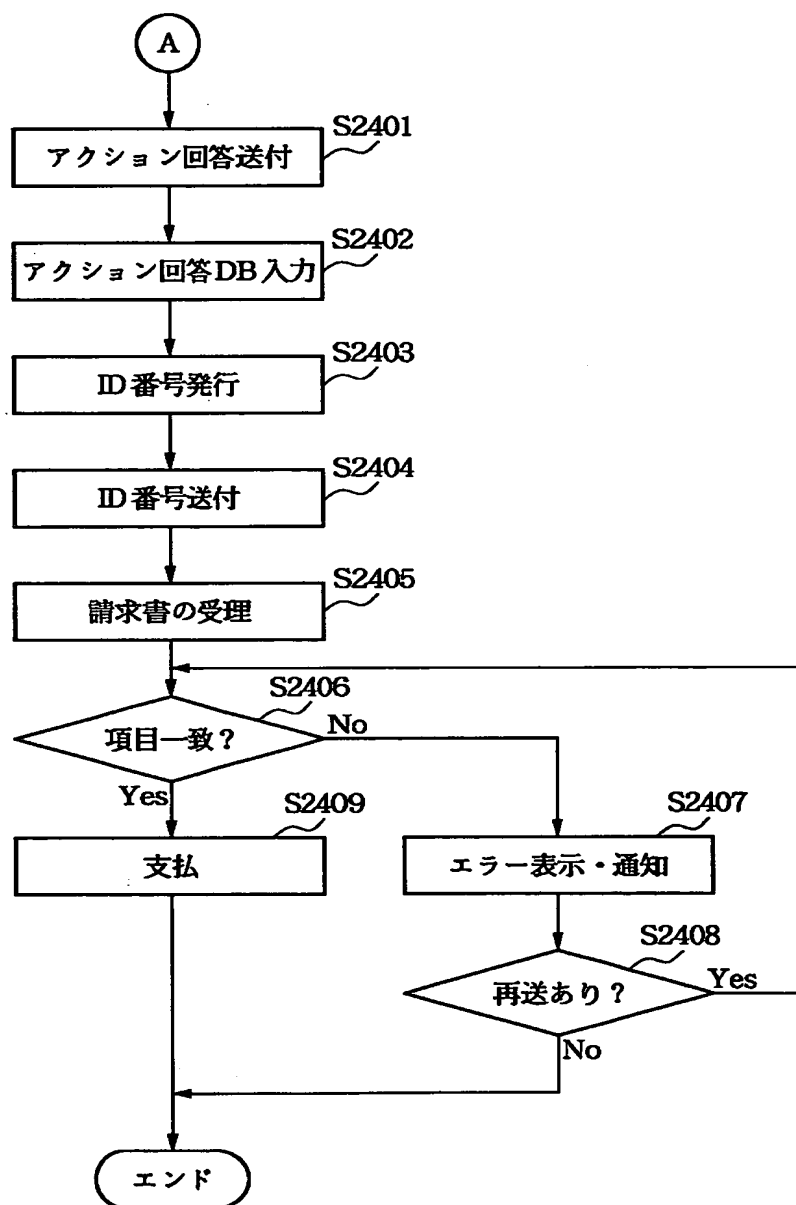 A
S2401
アクション回答送付
S2402
アクション回答DB入力
S2403
ID番号発行
S2404
ID番号送付
S2405
請求書の受理
S2406
項目一致?
No
Yes
S2409
支払
S2407
エラー表示・通知
S2408
再送あり?
Yes
No
エンド